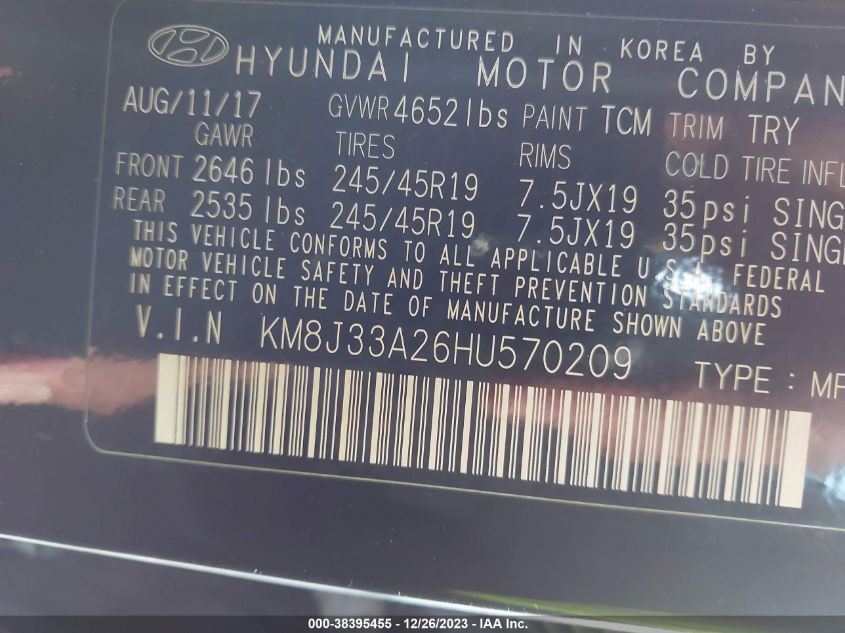 MANUFACTURED IN KOREA BY
HYUNDAI MOTOR COMPAN
AUG/11/17 GVWR 4652 lbs PAINT TCM TRIM TRY
GAWR TIRES RIMS COLD TIRE INFL
FRONT 2646 lbs 245/45R19 7.5JX19 35psi SING
REAR 2535 lbs 245/45R19 7.5JX19 35psi SINGL
THIS VEHICLE CONFORMS TO ALL APPLICABLE U.S.A. FEDERAL
MOTOR VEHICLE SAFETY AND THEFT PREVENTION STANDARDS
IN EFFECT ON THE DATE OF MANUFACTURE SHOWN ABOVE
V.I.N KM8J33A26HU570209 TYPE : MP
000-38395455 - 12/26/2023 - IAA Inc.